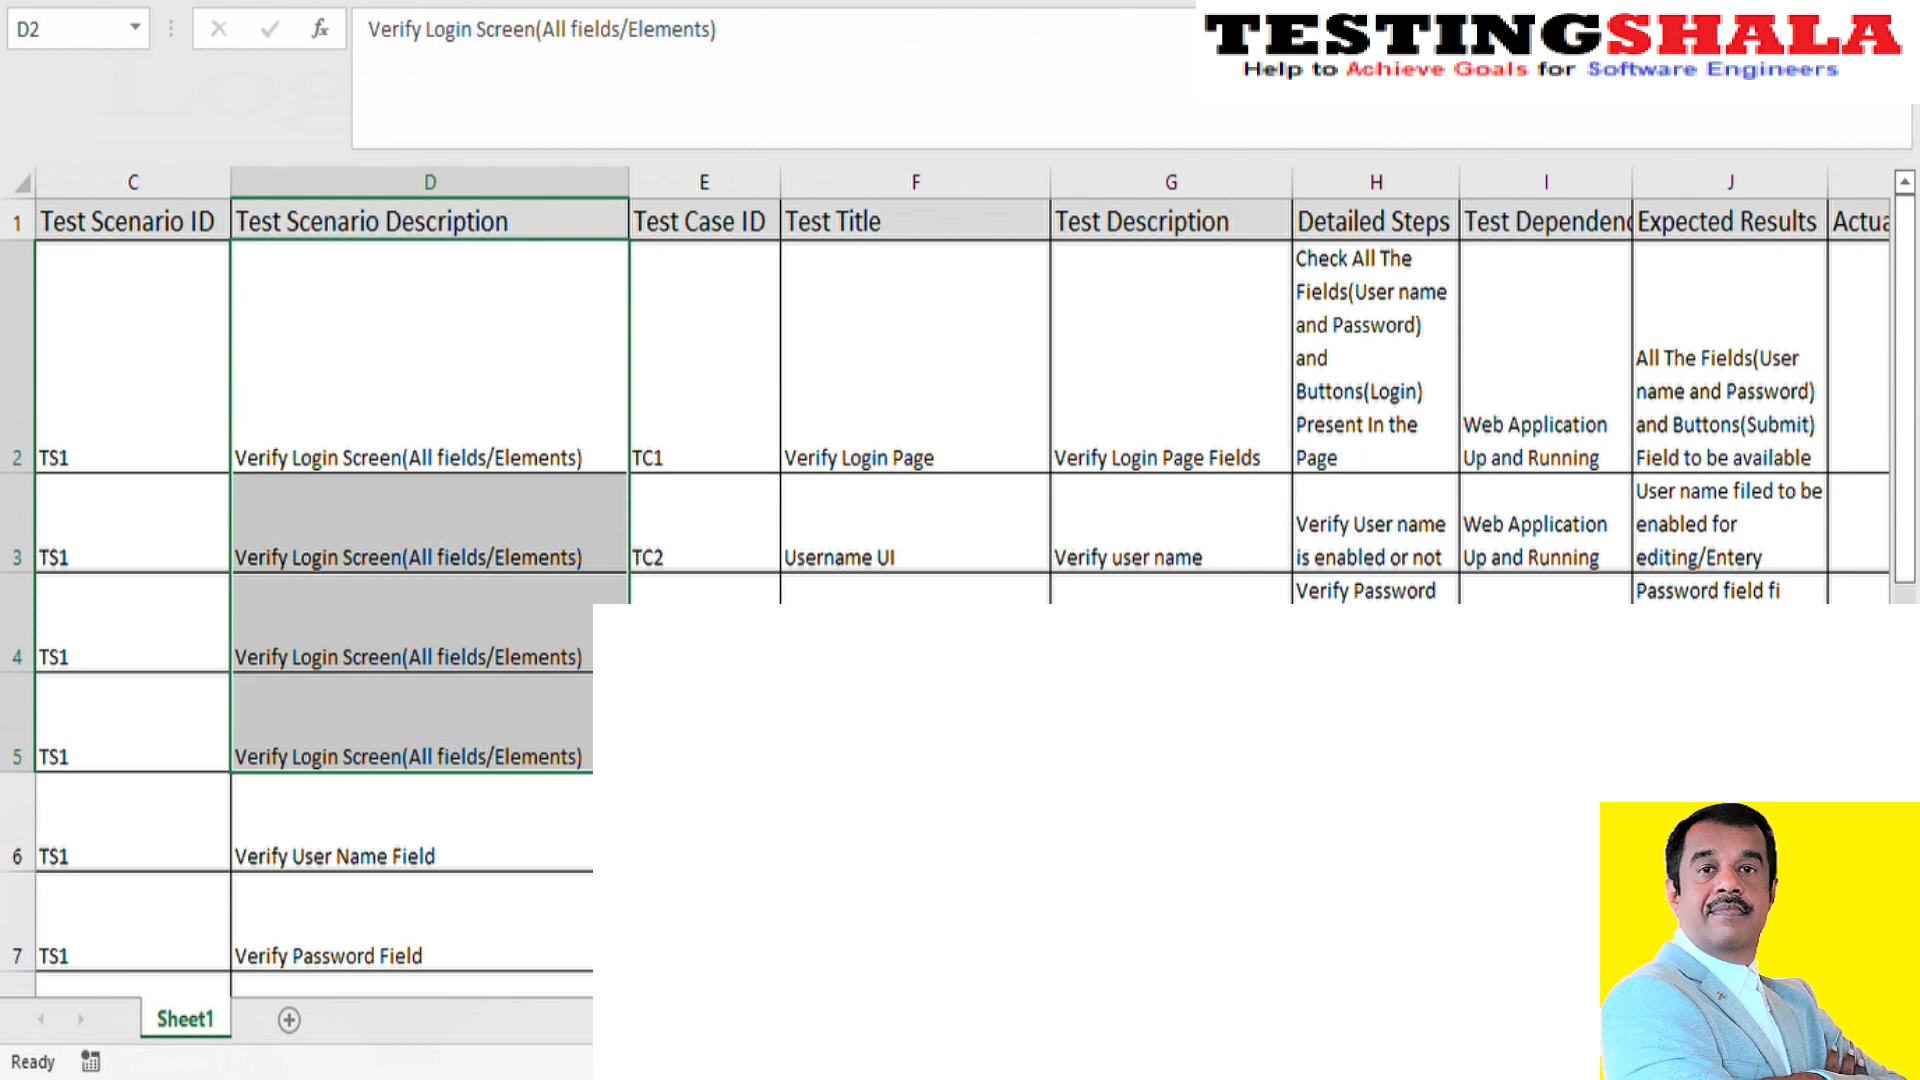 D2
fx
Verify Login Screen(All fields/Elements)
TESTINGSHALA
Help to Achieve Goals for Software Engineers
C D E F G H I J
1 Test Scenario ID Test Scenario Description Test Case ID Test Title Test Description Detailed Steps Test Dependenc Expected Results Actua
2 TS1 Verify Login Screen(All fields/Elements) TC1 Verify Login Page Verify Login Page Fields
Check All The
Fields(User name
and Password)
and
Buttons(Login)
Present In the
Page
Web Application
Up and Running
All The Fields(User
name and Password)
and Buttons(Submit)
Field to be available
3 TS1 Verify Login Screen(All fields/Elements) TC2 Username UI Verify user name
Verify User name
is enabled or not
Web Application
Up and Running
User name filed to be
enabled for
editing/Entery
4 TS1 Verify Login Screen(All fields/Elements)
Verify Password
Password field fi
5 TS1 Verify Login Screen(All fields/Elements)
6 TS1 Verify User Name Field
7 TS1 Verify Password Field
Sheet1
Ready